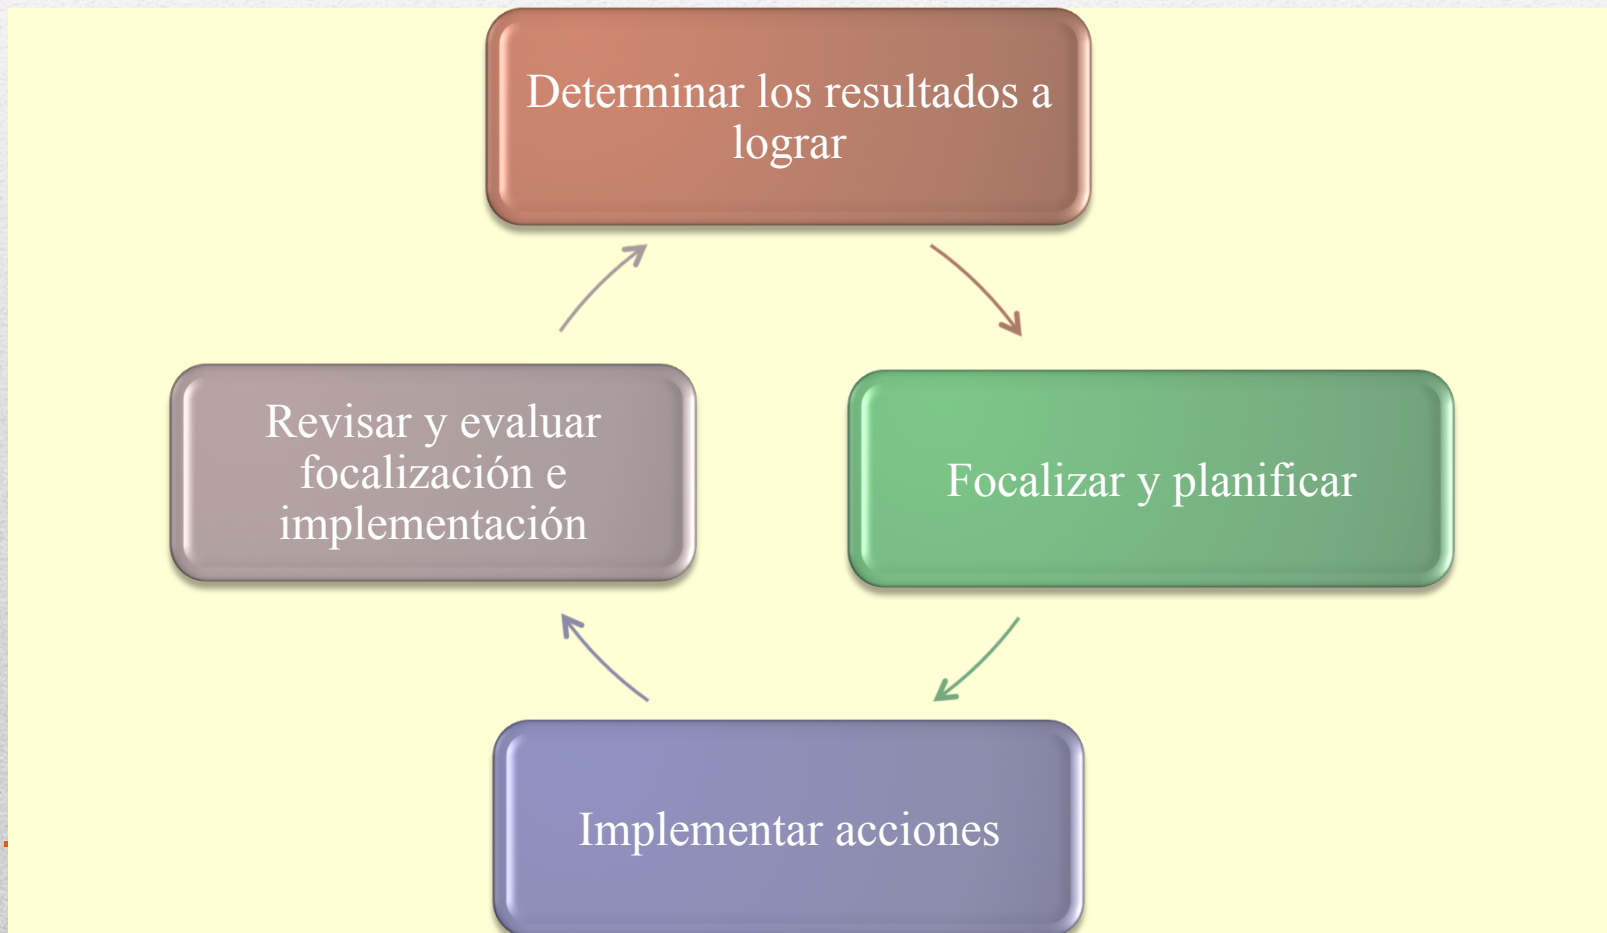 Determinar los resultados a
lograr
Focalizar y planificar
Implementar acciones
Revisar y evaluar
focalización e
implementación